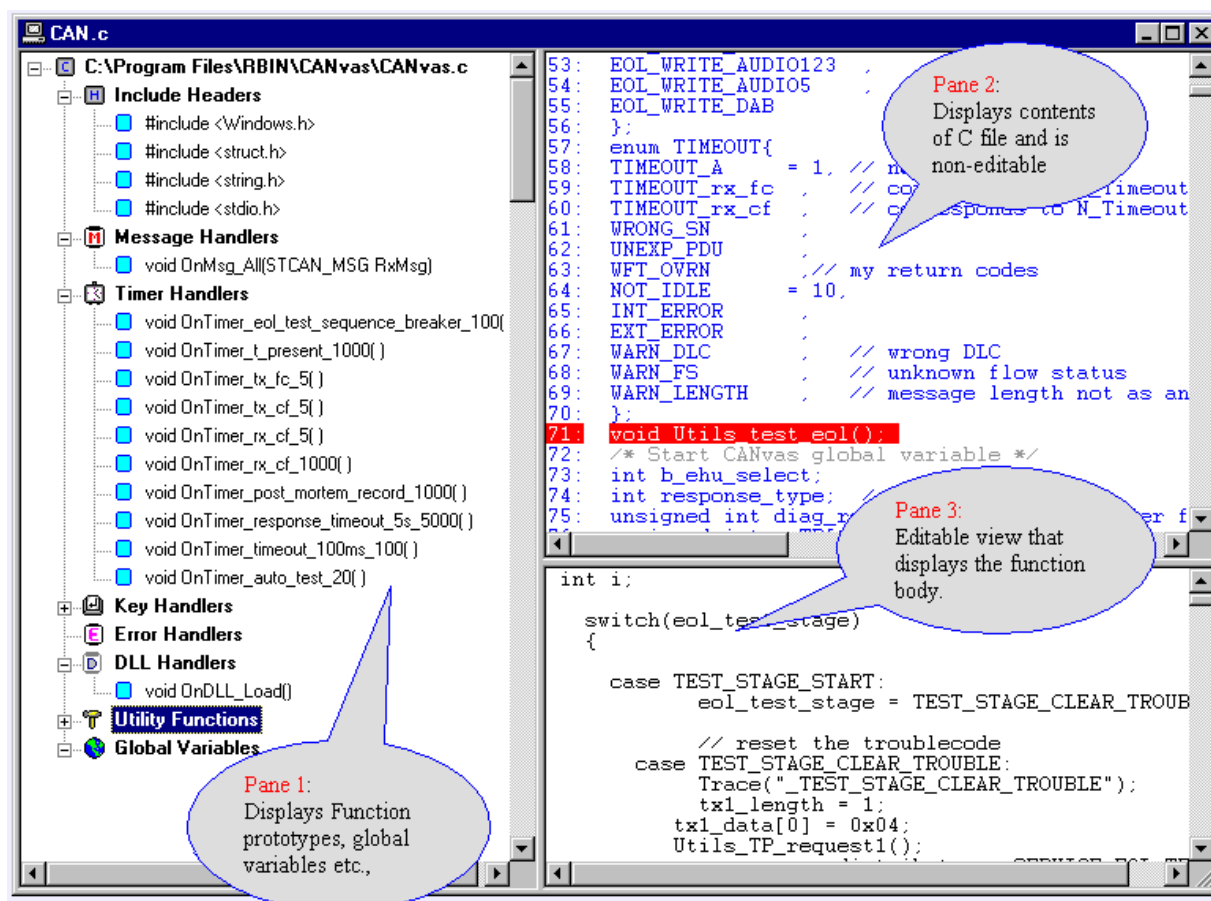 CAN.c
C:\Program Files\RBIN\CANvas\CANvas.c
Include Headers
#include <Windows.h>
#include <struct.h>
#include <string.h>
#include <stdio.h>
Message Handlers
void OnMsg_All(STCAN_MSG RxMsg)
Timer Handlers
void OnTimer_eol_test_sequence_breaker_100(
void OnTimer_t_present_1000( )
void OnTimer_tx_fc_5( )
void OnTimer_tx_cf_5( )
void OnTimer_rx_cf_5( )
void OnTimer_rx_cf_1000( )
void OnTimer_post_mortem_record_1000( )
void OnTimer_response_timeout_5s_5000( )
void OnTimer_timeout_100ms_100( )
void OnTimer_auto_test_20( )
Key Handlers
Error Handlers
DLL Handlers
void OnDLL_Load()
Utility Functions
Global Variables
Pane 1:
Displays Function
prototypes, global
variables etc.,
53: EOL_WRITE_AUDIO123 ,
54: EOL_WRITE_AUDIO5 ,
55: EOL_WRITE_DAB
56: };
57: enum TIMEOUT{
58: TIMEOUT_A = 1, //
59: TIMEOUT_rx_fc , // Timeout
60: TIMEOUT_rx_cf , // to N_Timeout
61: WRONG_SN ,
62: UNEXP_PDU ,
63: WFT_OVRN ,// my return codes
64: NOT_IDLE = 10,
65: INT_ERROR ,
66: EXT_ERROR ,
67: WARN_DLC , // wrong DLC
68: WARN_FS , // unknown flow status
69: WARN_LENGTH , // message length not as an
70: };
71: void Utils_test_eol();
72: /* Start CANvas global variable */
73: int b_ehu_select;
74: int response_type; /
75: unsigned int diag_r er f
Pane 2:
Displays contents
of C file and is
non-editable
Pane 3:
Editable view that
displays the function
body.
int i;
switch(eol_test_stage)
{
case TEST_STAGE_START:
eol_test_stage = TEST_STAGE_CLEAR_TROUB
// reset the troublecode
case TEST_STAGE_CLEAR_TROUBLE:
Trace("_TEST_STAGE_CLEAR_TROUBLE");
tx1_length = 1;
tx1_data[0] = 0x04;
Utils_TP_request1();